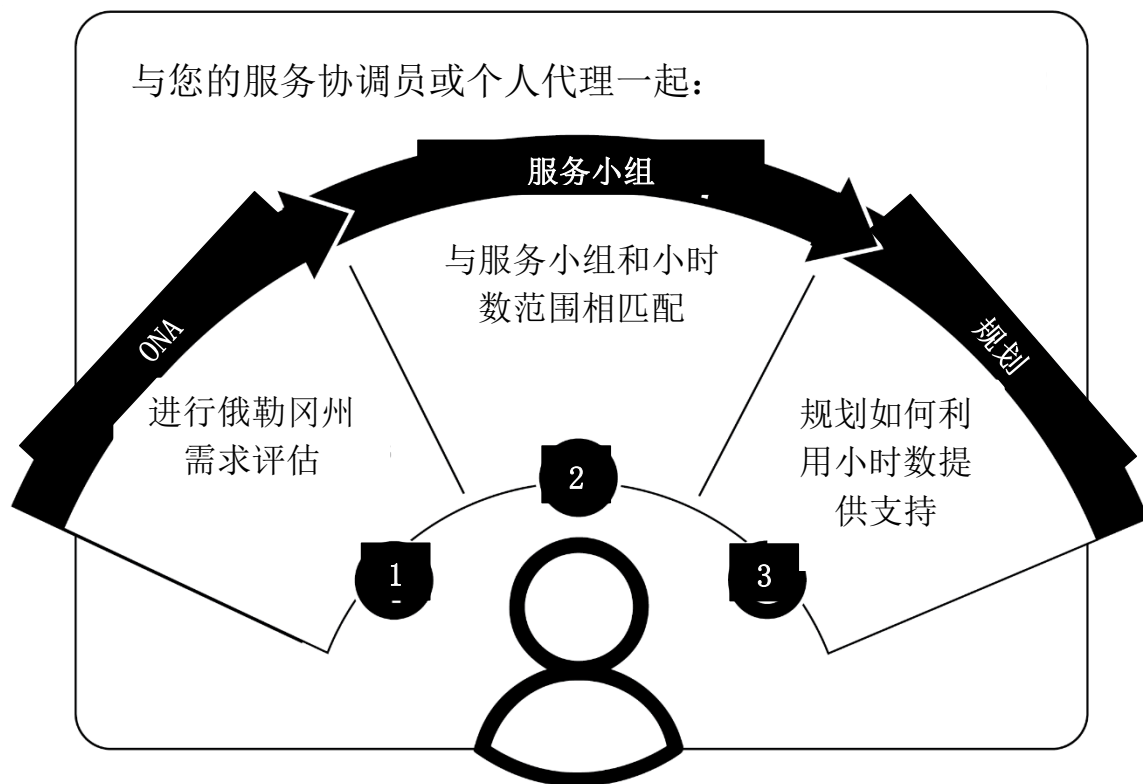 与您的服务协调员或个人代理一起：
服务小组
与服务小组和小时
数范围相匹配
ONA
进行俄勒冈州
需求评估
规划
规划如何利
用小时数提
供支持
1
2
3